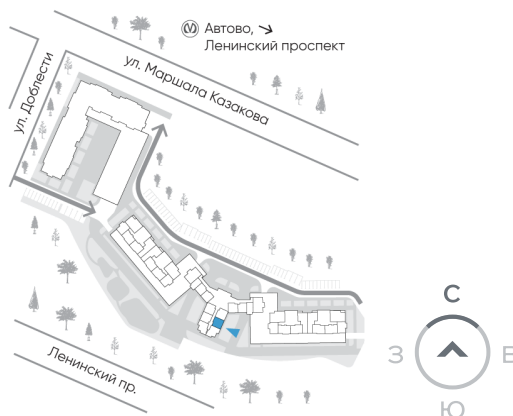 Автово, ↘
Ленинский проспект
ул. Маршала Казакова
ул. Доблести
Ленинский пр.
С
З
В
Ю